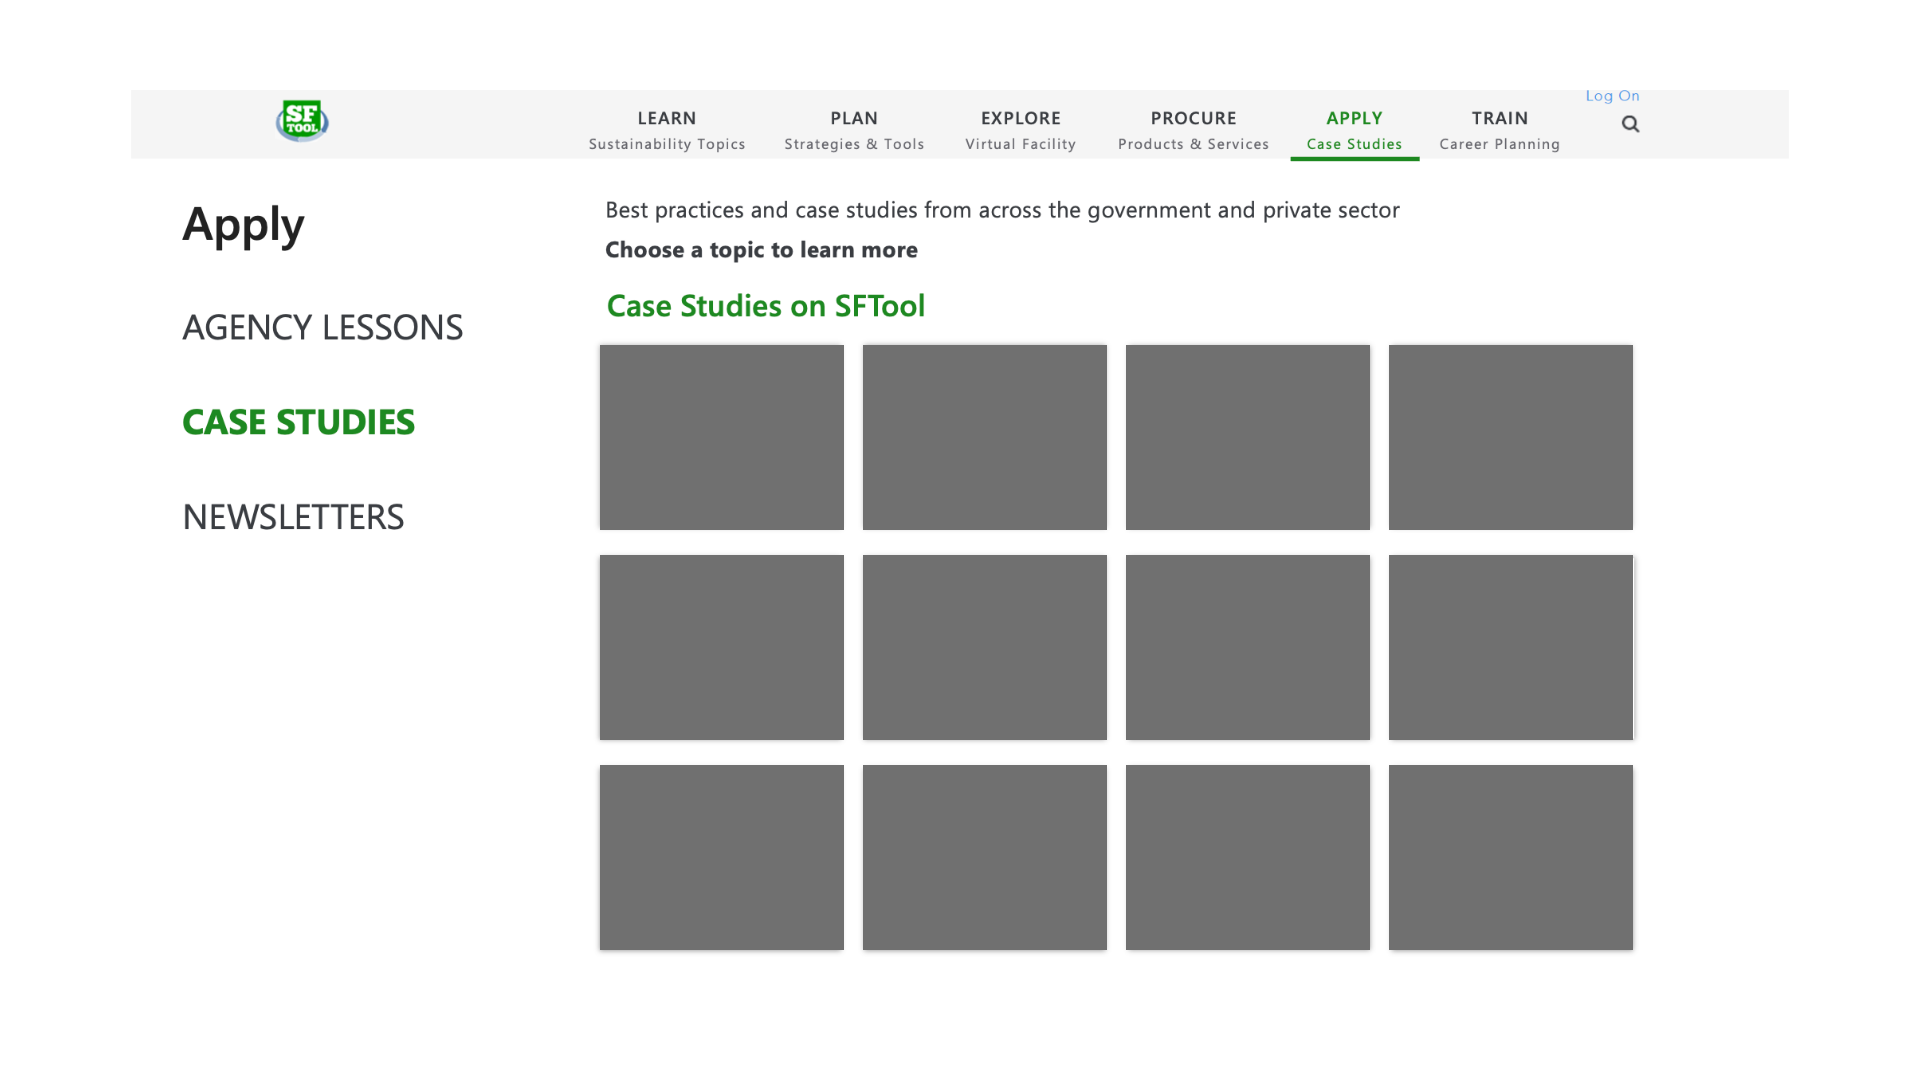 Log On
SF
TOOL
LEARN
Sustainability Topics
PLAN
Strategies & Tools
EXPLORE
Virtual Facility
PROCURE
Products & Services
APPLY
Case Studies
TRAIN
Career Planning
Apply
AGENCY LESSONS
CASE STUDIES
NEWSLETTERS
Best practices and case studies from across the government and private sector
Choose a topic to learn more
Case Studies on SFTool